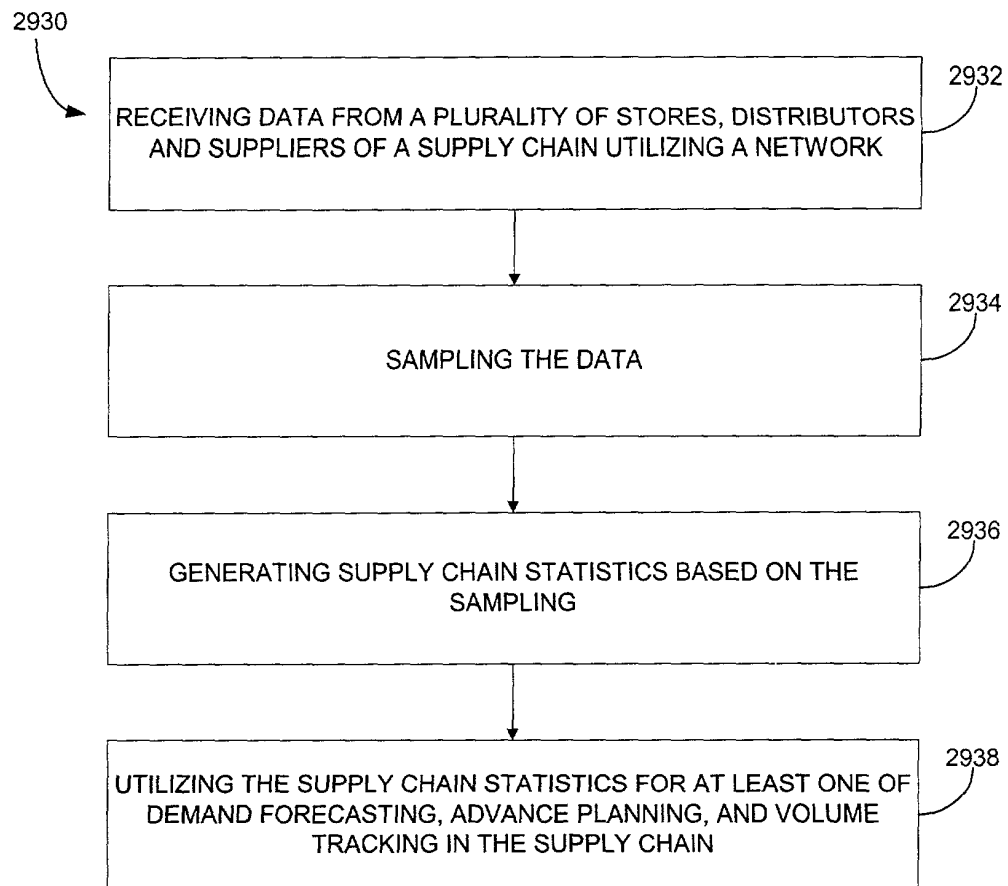 2930
2932
RECEIVING DATA FROM A PLURALITY OF STORES, DISTRIBUTORS
AND SUPPLIERS OF A SUPPLY CHAIN UTILIZING A NETWORK
2934
SAMPLING THE DATA
2936
GENERATING SUPPLY CHAIN STATISTICS BASED ON THE
SAMPLING
2938
UTILIZING THE SUPPLY CHAIN STATISTICS FOR AT LEAST ONE OF
DEMAND FORECASTING, ADVANCE PLANNING, AND VOLUME
TRACKING IN THE SUPPLY CHAIN